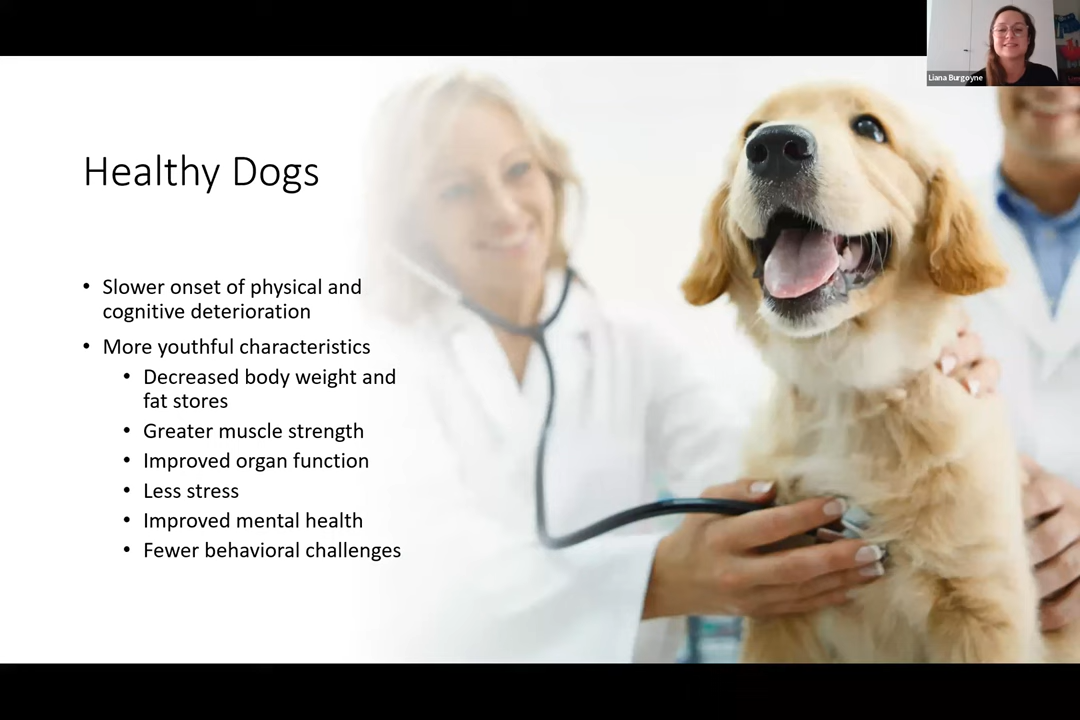 Liana Burgoyne
Healthy Dogs
• Slower onset of physical and
cognitive deterioration
• More youthful characteristics
• Decreased body weight and
fat stores
• Greater muscle strength
• Improved organ function
• Less stress
• Improved mental health
• Fewer behavioral challenges